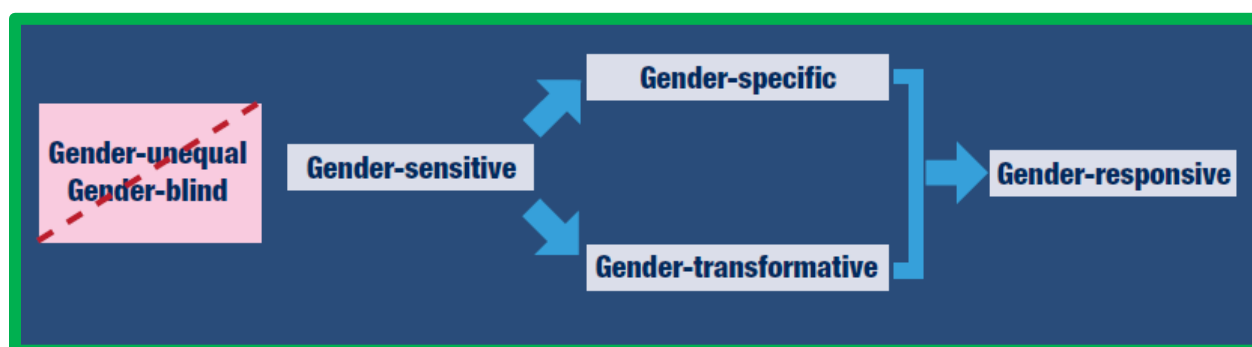 Gender-unequal
Gender-blind
Gender-sensitive
Gender-specific
Gender-transformative
Gender-responsive